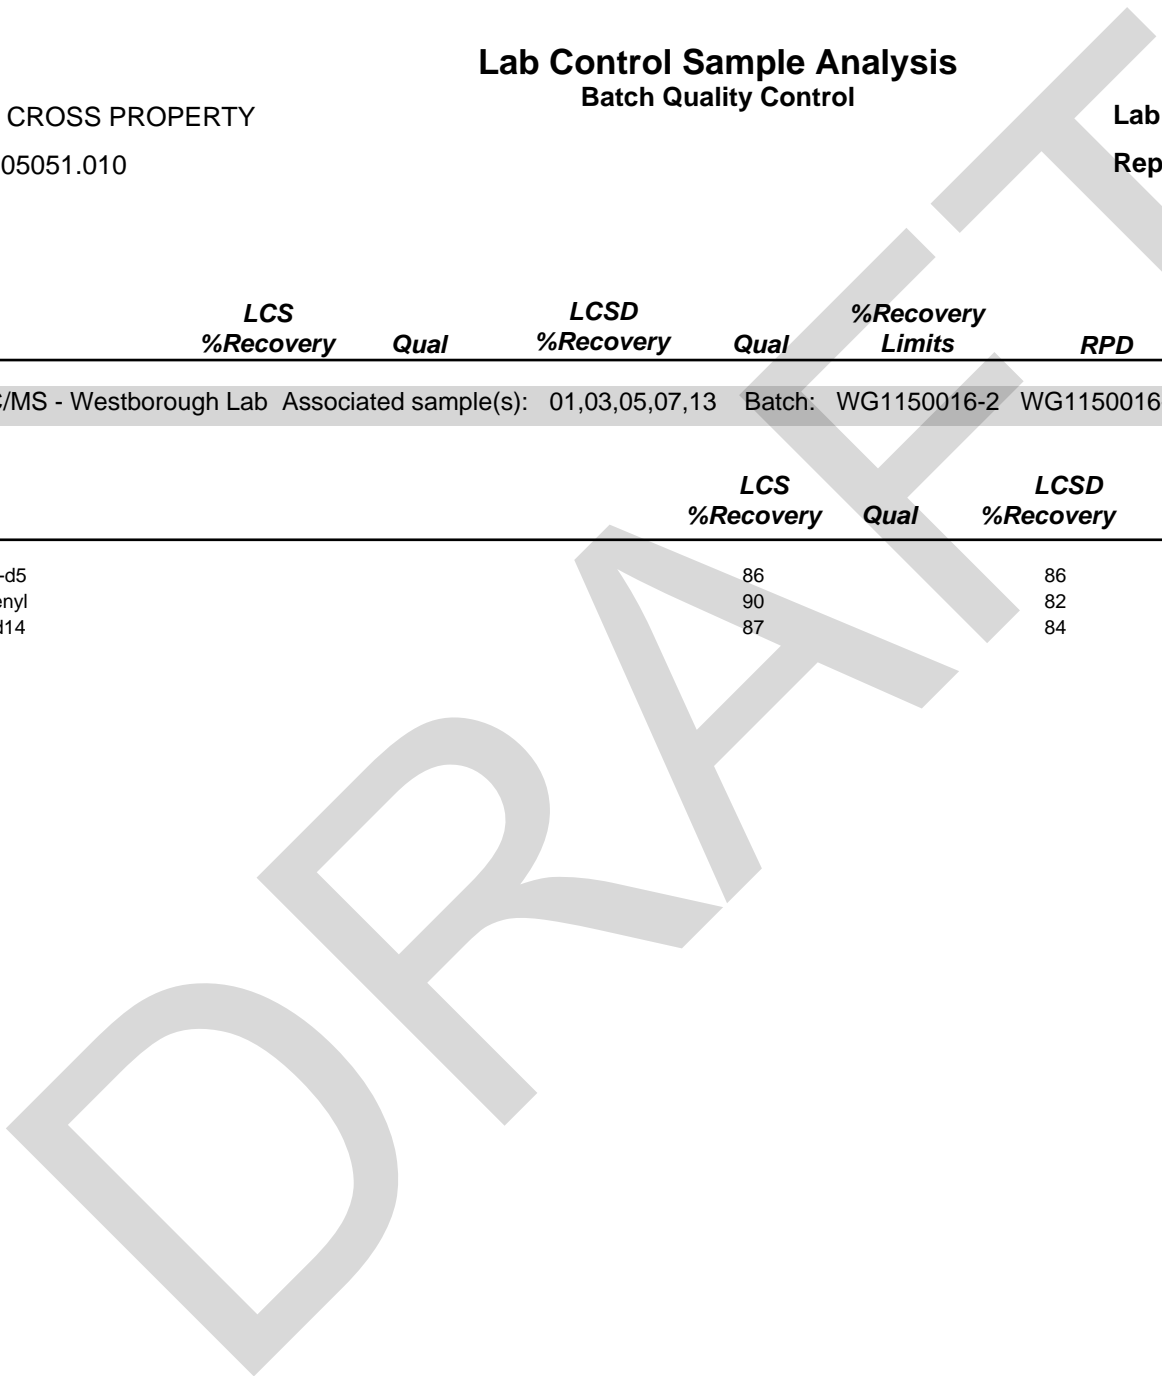 Lab Control Sample Analysis
Batch Quality Control
CROSS PROPERTY
05051.010
Lab
Rep
LCS %Recovery Qual LCSD %Recovery Qual %Recovery Limits RPD
C/MS - Westborough Lab Associated sample(s): 01,03,05,07,13 Batch: WG1150016-2 WG1150016
LCS %Recovery Qual LCSD %Recovery
-d5 86 86
enyl 90 82
d14 87 84
DRAFT